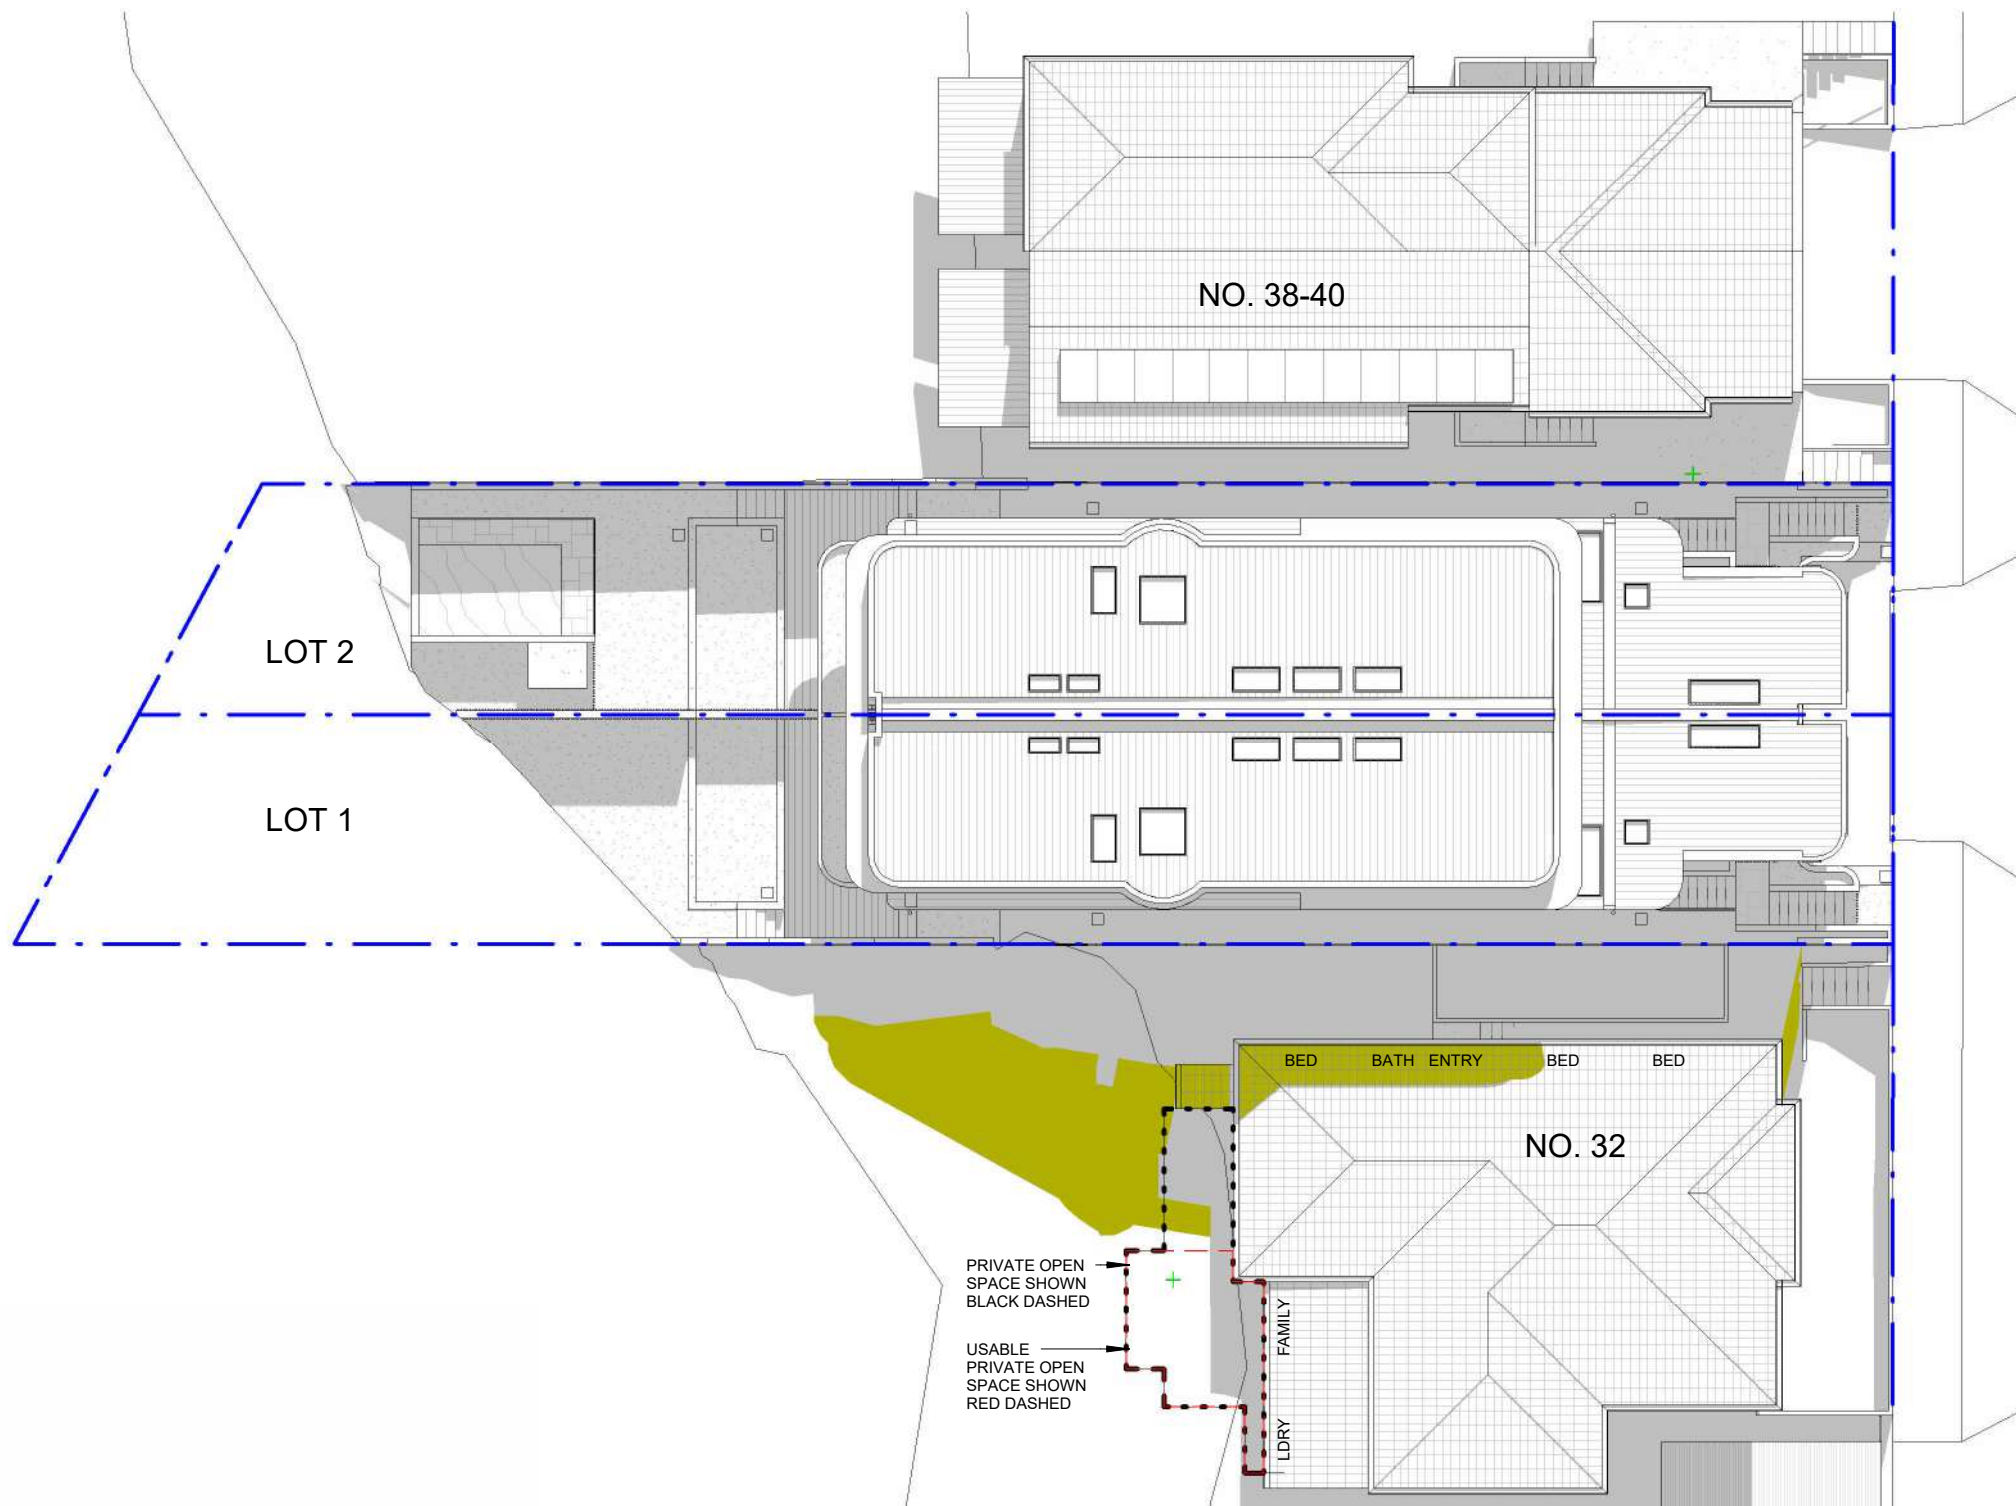 NO. 38-40
LOT 2
LOT 1
BED BATH ENTRY BED BED
NO. 32
PRIVATE OPEN
SPACE SHOWN
BLACK DASHED
USABLE
PRIVATE OPEN
SPACE SHOWN
RED DASHED
FAMILY
LDRY